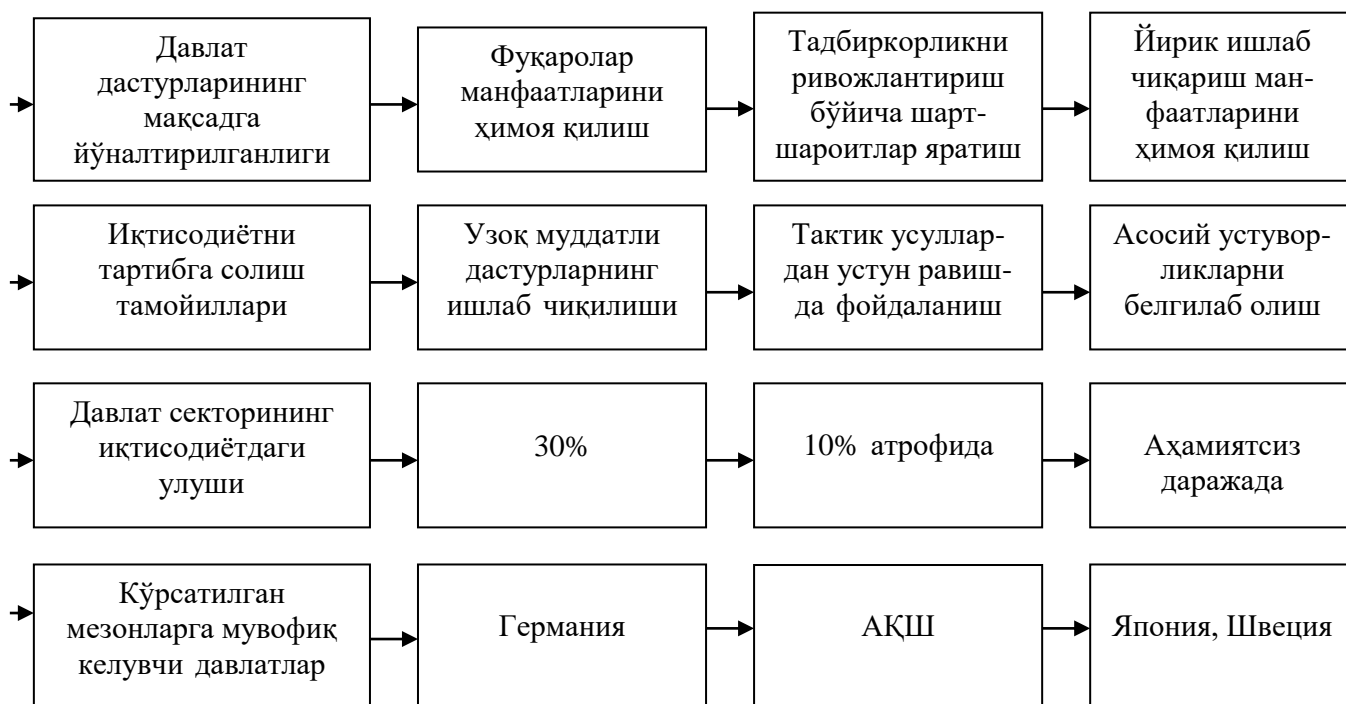 Давлат
дастурларининг
мақсадга
йўналтирилганлиги
Фуқаролар
манфаатларини
ҳимоя қилиш
Тадбиркорликни
ривожлантириш
бўйича шарт-
шароитлар яратиш
Йирик ишлаб
чиқариш ман-
фаатларини
ҳимоя қилиш
Иқтисодиётни
тартибга солиш
тамойиллари
Узоқ муддатли
дастурларнинг
ишлаб чиқилиши
Тактик усуллар-
дан устун равиш-
да фойдаланиш
Асосий устувор-
ликларни
белгилаб олиш
Давлат секторининг
иқтисодиётдаги
улуши
30%
10% атрофида
Аҳамиятсиз
даражада
Кўрсатилган
мезонларга мувофиқ
келувчи давлатлар
Германия
АҚШ
Япония, Швеция